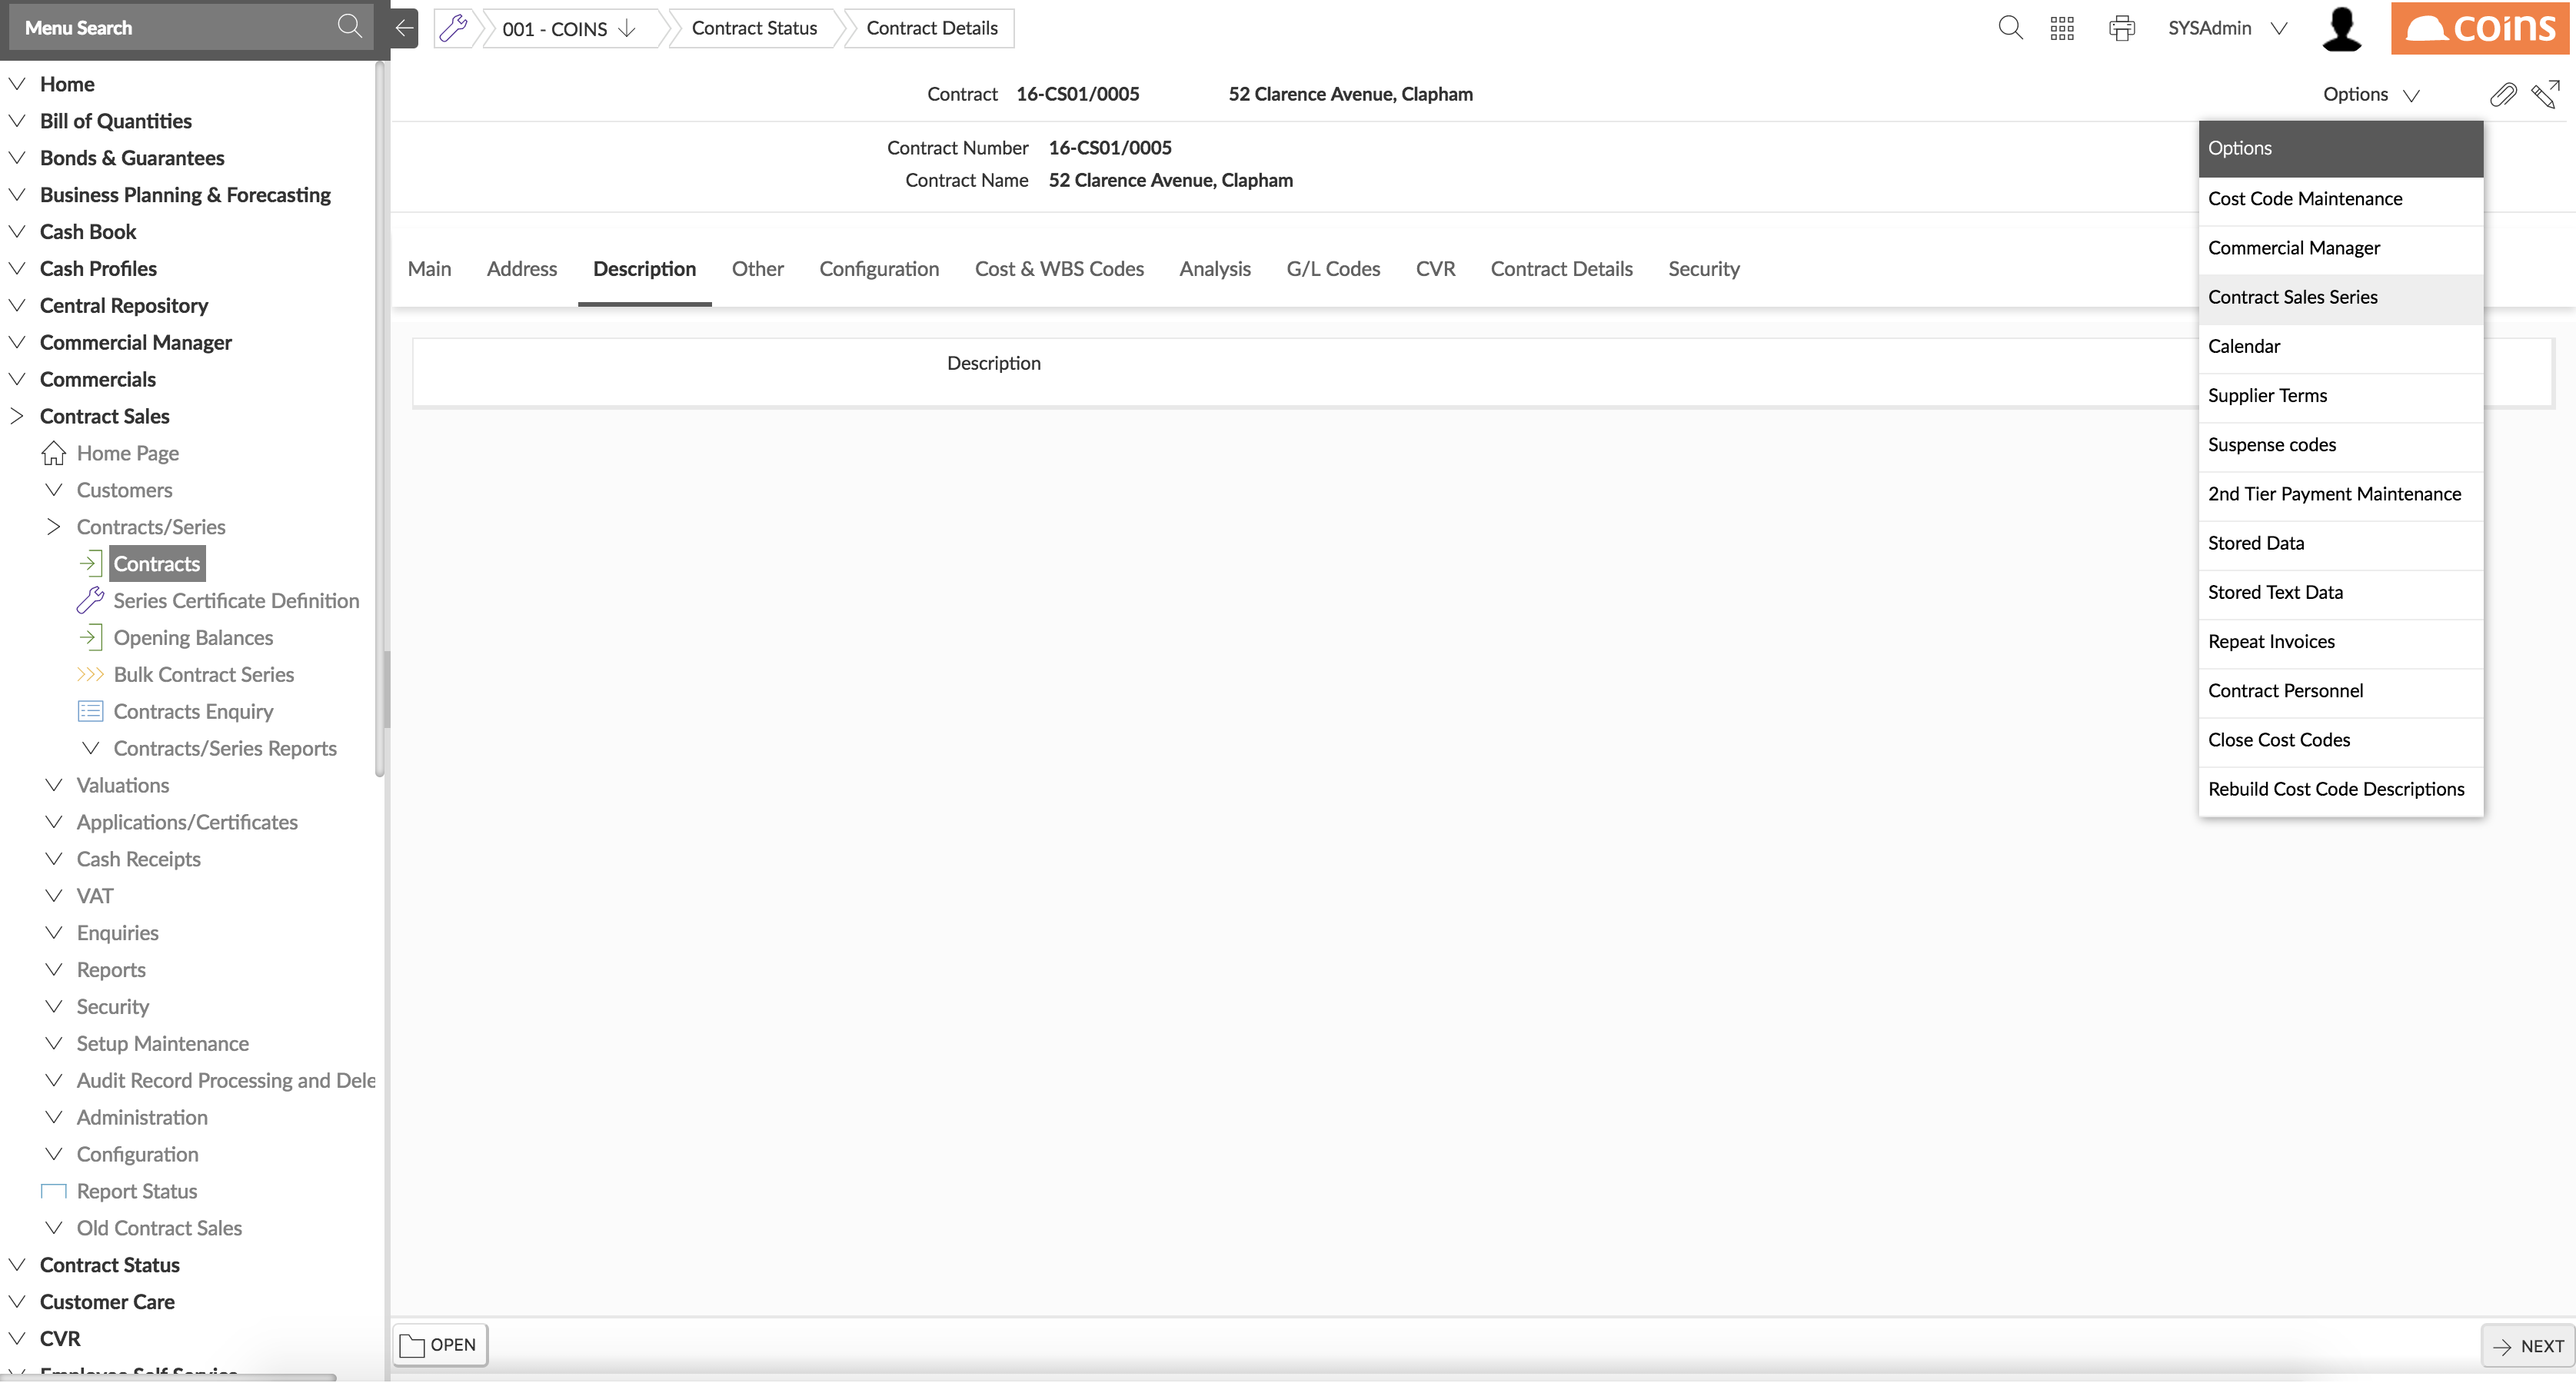 Menu Search
001 - COINS
Contract Status
Contract Details
SYSAdmin
coins
Home
Bill of Quantities
Bonds & Guarantees
Business Planning & Forecasting
Cash Book
Cash Profiles
Central Repository
Commercial Manager
Commercials
Contract Sales
Home Page
Customers
Contracts/Series
Contracts
Series Certificate Definition
Opening Balances
Bulk Contract Series
Contracts Enquiry
Contracts/Series Reports
Valuations
Applications/Certificates
Cash Receipts
VAT
Enquiries
Reports
Security
Setup Maintenance
Audit Record Processing and Dele
Administration
Configuration
Report Status
Old Contract Sales
Contract Status
Customer Care
CVR
Employee Self Service
Contract 16-CS01/0005 52 Clarence Avenue, Clapham
Options
Contract Number 16-CS01/0005
Contract Name 52 Clarence Avenue, Clapham
Main Address Description Other Configuration Cost & WBS Codes Analysis G/L Codes CVR Contract Details Security
Description
Options
Cost Code Maintenance
Commercial Manager
Contract Sales Series
Calendar
Supplier Terms
Suspense codes
2nd Tier Payment Maintenance
Stored Data
Stored Text Data
Repeat Invoices
Contract Personnel
Close Cost Codes
Rebuild Cost Code Descriptions
OPEN
NEXT